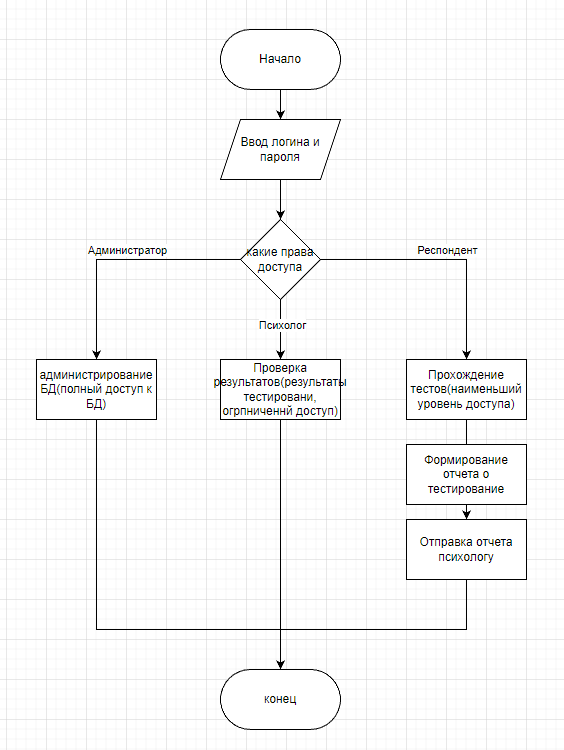 Начало
Ввод логина и
пароля
какие права
доступа
Администратор
Респондент
Психолог
администрирование
БД(полный доступ к
БД)
Проверка
результатов(результаты
тестировани,
огрпниченнй доступ)
Прохождение
тестов(наименьший
уровень доступа)
Формирование
отчета о
тестирование
Отправка отчета
психологу
конец